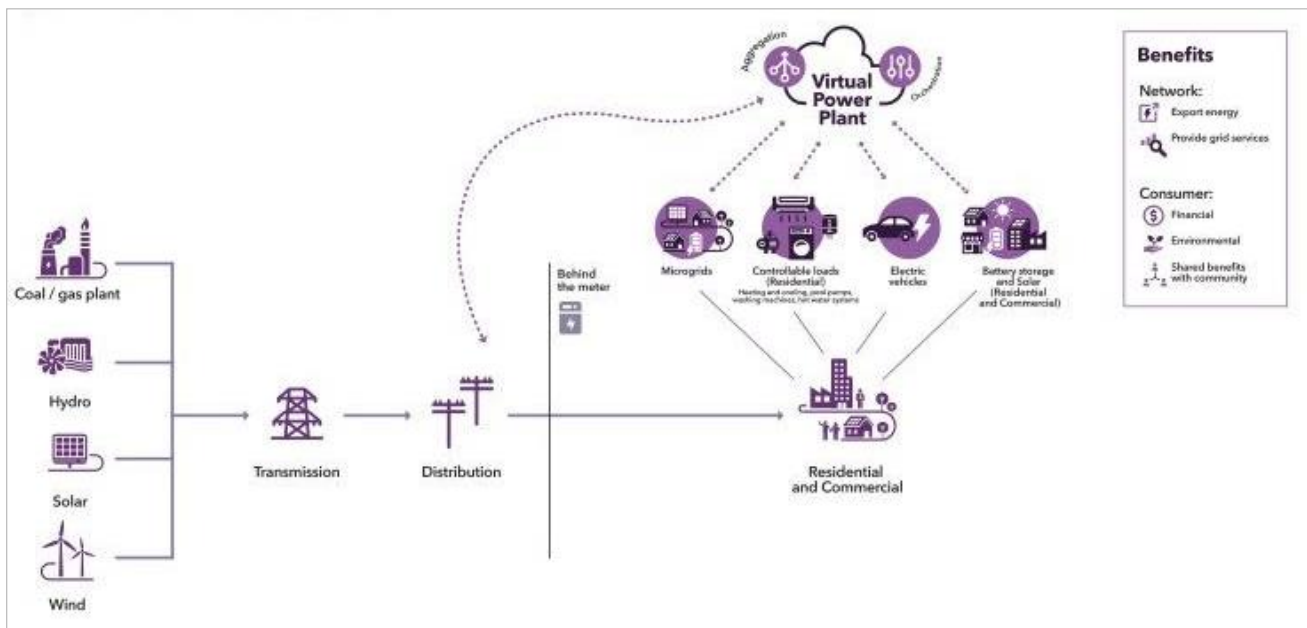 Aggregation
Orchestration
Virtual
Power
Plant
Benefits
Network:
Export energy
Provide grid services
Consumer:
Financial
Environmental
Shared benefits
with community
Coal / gas plant
Hydro
Solar
Wind
Transmission
Distribution
Behind
the meter
Microgrids
Controllable loads
(Residential)
Heating and cooling, pool pumps,
washing machines, hot water systems
Electric
vehicles
Battery storage
and Solar
(Residential
and Commercial)
Residential
and Commercial